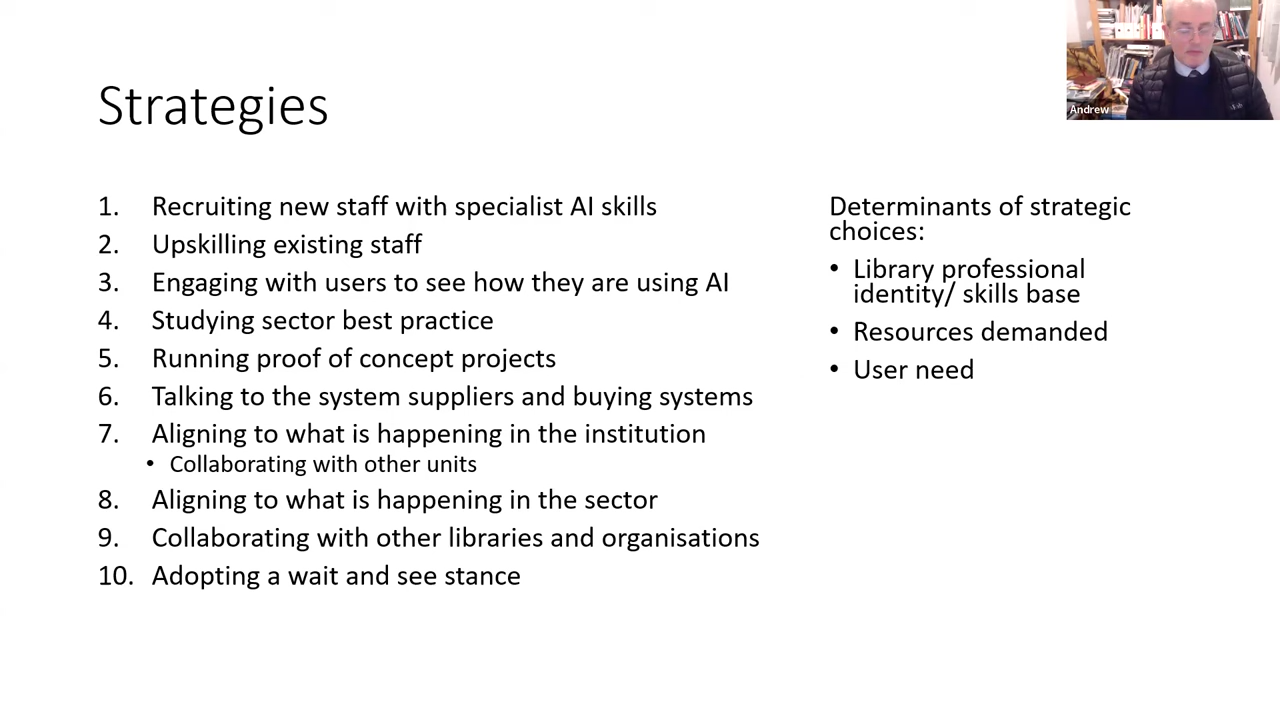 Strategies
1. Recruiting new staff with specialist AI skills
2. Upskilling existing staff
3. Engaging with users to see how they are using AI
4. Studying sector best practice
5. Running proof of concept projects
6. Talking to the system suppliers and buying systems
7. Aligning to what is happening in the institution
• Collaborating with other units
8. Aligning to what is happening in the sector
9. Collaborating with other libraries and organisations
10. Adopting a wait and see stance
Determinants of strategic
choices:
• Library professional
identity/ skills base
• Resources demanded
• User need
Andrew